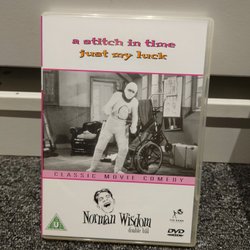 a stitch in time
just my luck
CLASSIC MOVIE COMEDY
Norman Wisdom
double bill
U
DVD